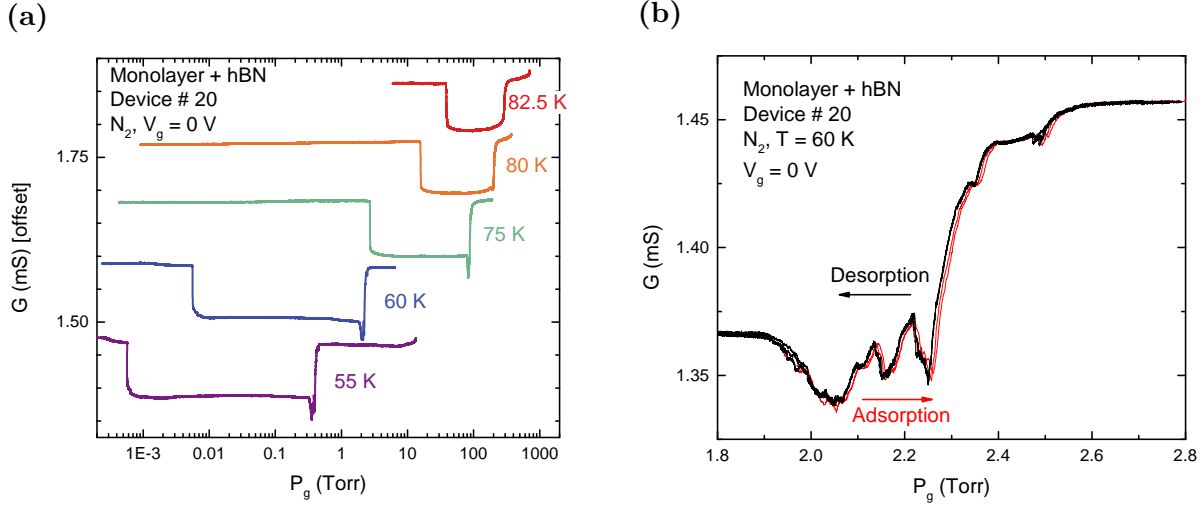 (a)
Monolayer + hBN
Device # 20
N2, Vg = 0 V
82.5 K
80 K
75 K
60 K
55 K
1.75
1.50
G (mS) [offset]
1E-3 0.01 0.1 1 10 100 1000
Pg (Torr)
(b)
Monolayer + hBN
Device # 20
N2, T = 60 K
Vg = 0 V
Desorption
Adsorption
1.45
1.40
1.35
G (mS)
1.8 2.0 2.2 2.4 2.6 2.8
Pg (Torr)